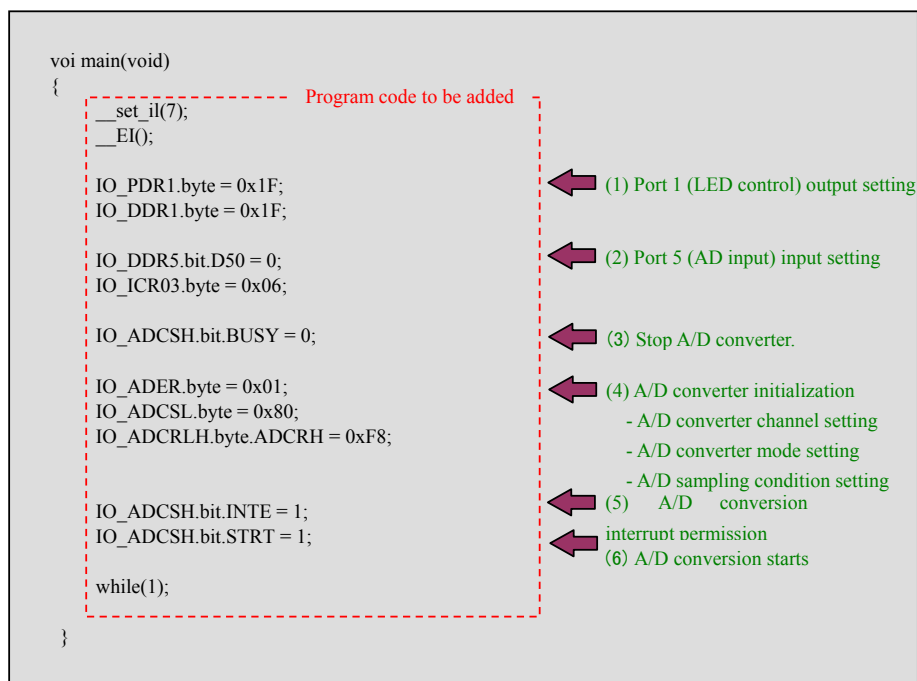 voi main(void)
{
Program code to be added
__set_il(7);
__EI();
IO_PDR1.byte = 0x1F;
(1) Port 1 (LED control) output setting
IO_DDR1.byte = 0x1F;
IO_DDR5.bit.D50 = 0;
(2) Port 5 (AD input) input setting
IO_ICR03.byte = 0x06;
IO_ADCSH.bit.BUSY = 0;
(3) Stop A/D converter.
IO_ADER.byte = 0x01;
(4) A/D converter initialization
IO_ADCSL.byte = 0x80;
- A/D converter channel setting
IO_ADCRLH.byte.ADCRH = 0xF8;
- A/D converter mode setting
- A/D sampling condition setting
IO_ADCSH.bit.INTE = 1;
(5) A/D conversion
interrupt permission
IO_ADCSH.bit.STRT = 1;
(6) A/D conversion starts
while(1);
}